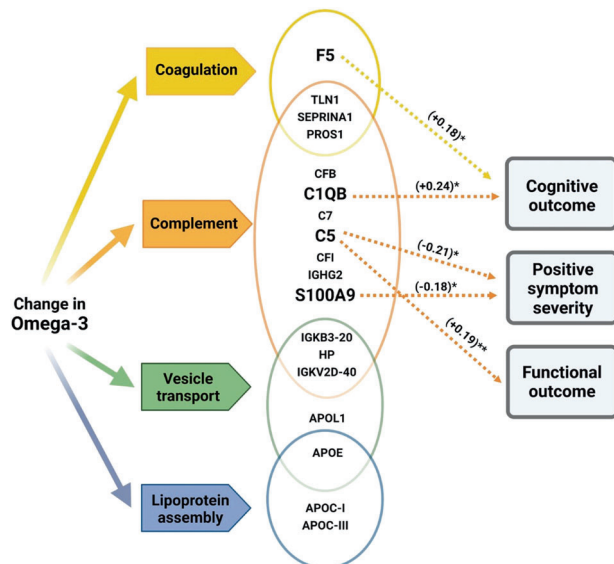 Coagulation
F5
TLN1
SEPRINA1
PROS1
(+0.18)*
Complement
CFB
C1QB
C7
C5
CFI
IGHG2
S100A9
(+0.24)*
(-0.21)*
(-0.18)*
(+0.19)**
Cognitive
outcome
Positive
symptom
severity
Functional
outcome
Change in
Omega-3
Vesicle
transport
IGKB3-20
HP
IGKV2D-40
APOL1
APOE
Lipoprotein
assembly
APOC-I
APOC-III